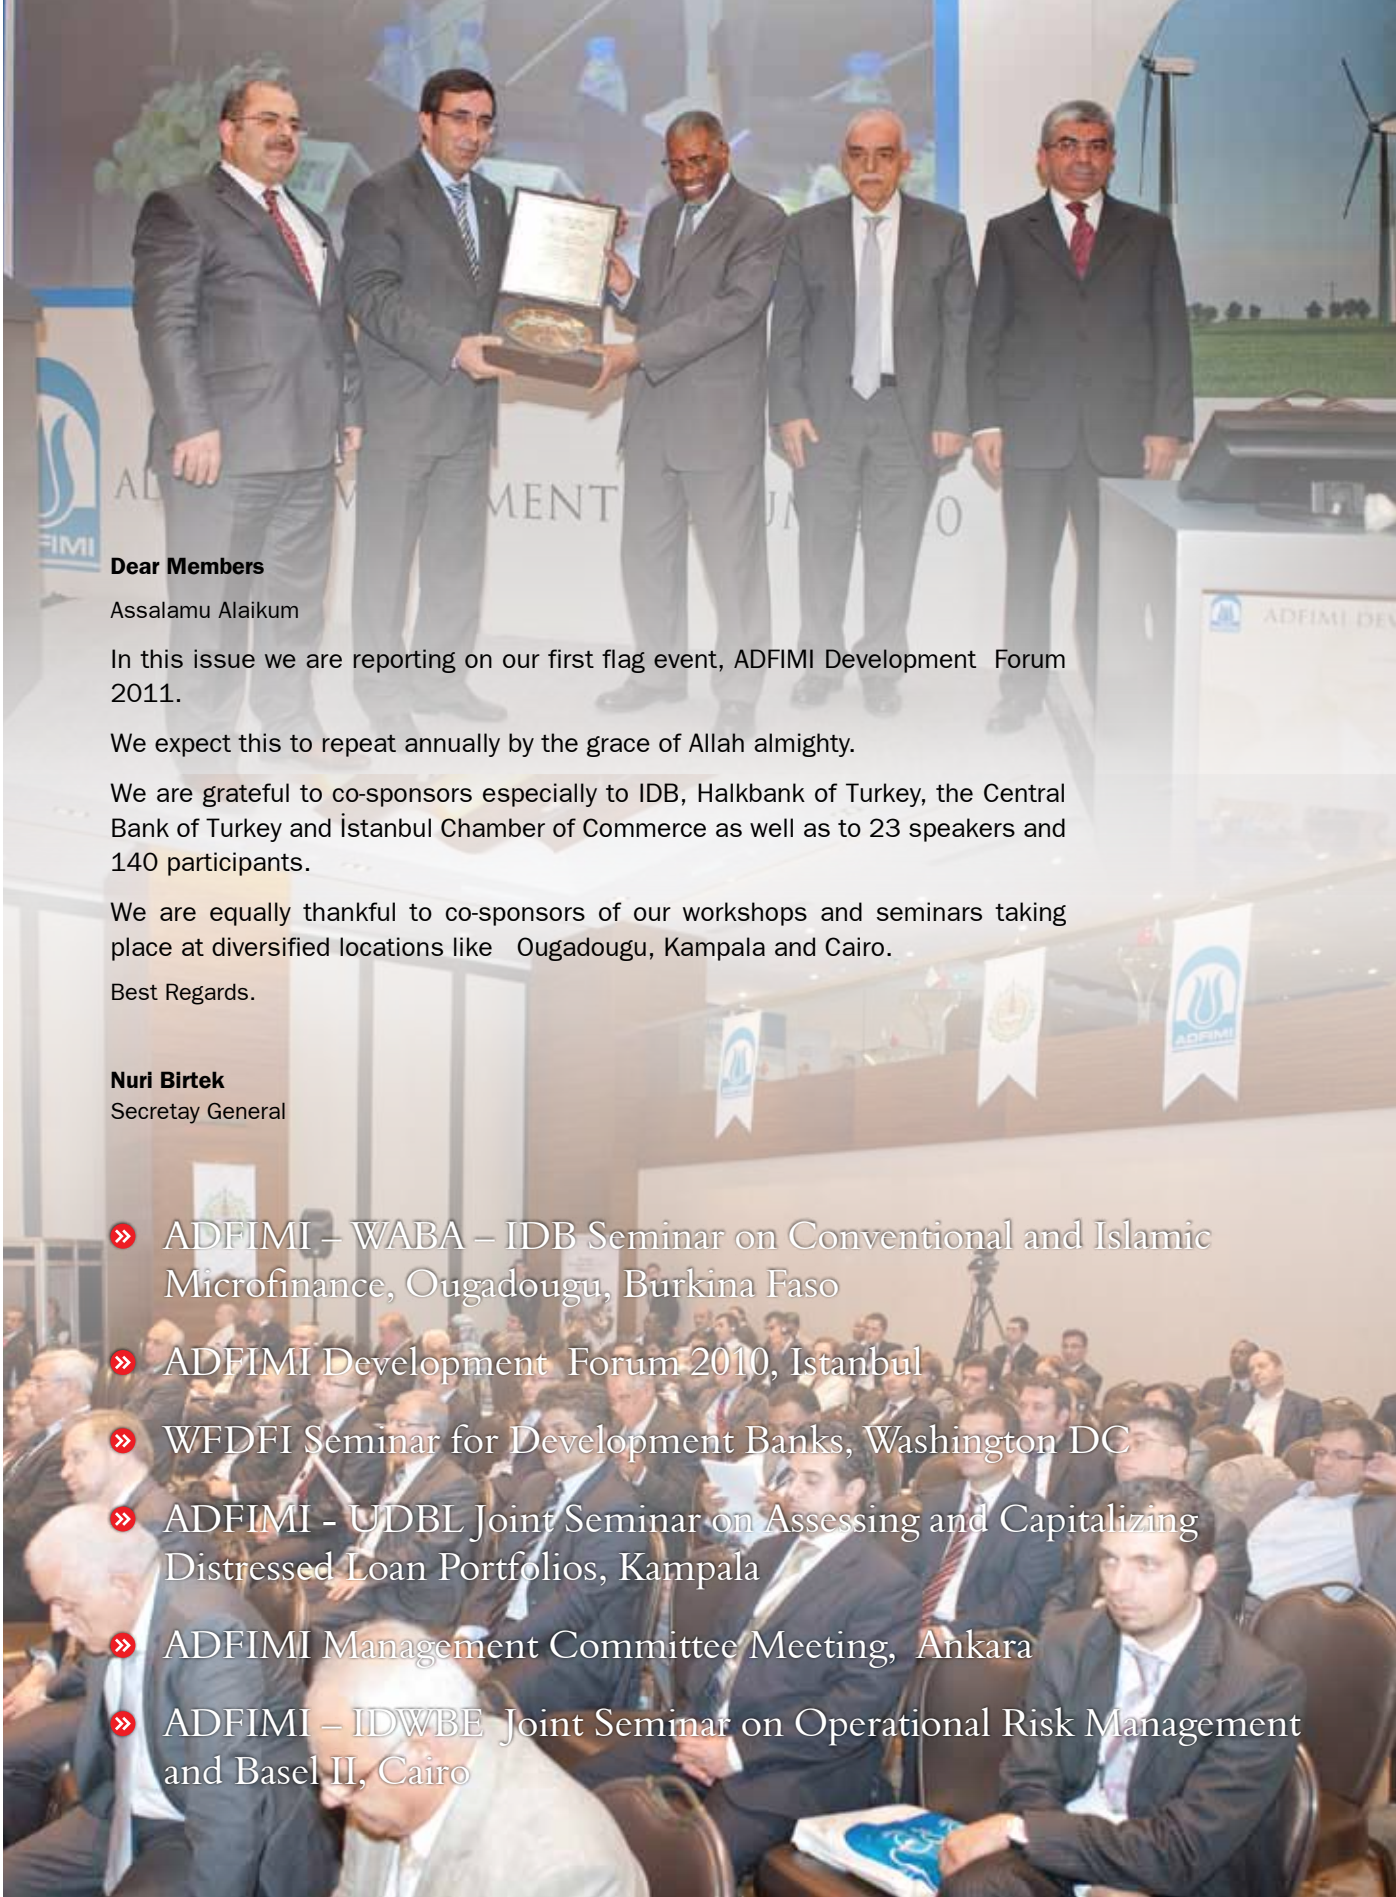 ADFIMI
MENT
ADFIMI DEV
Dear Members
Assalamu Alaikum
In this issue we are reporting on our first flag event, ADFIMI Development Forum
2011.
We expect this to repeat annually by the grace of Allah almighty.
We are grateful to co-sponsors especially to IDB, Halkbank of Turkey, the Central
Bank of Turkey and İstanbul Chamber of Commerce as well as to 23 speakers and
140 participants.
We are equally thankful to co-sponsors of our workshops and seminars taking
place at diversified locations like Ougadougu, Kampala and Cairo.
Best Regards.
ADFIMI
Nuri Birtek
Secretay General
ADFIMI – WABA – IDB Seminar on Conventional and Islamic
Microfinance, Ougadougu, Burkina Faso
ADFIMI Development Forum 2010, Istanbul
WFDFI Seminar for Development Banks, Washington DC
ADFIMI - UDBL Joint Seminar on Assessing and Capitalizing
Distressed Loan Portfolios, Kampala
ADFIMI Management Committee Meeting, Ankara
ADFIMI – IDWBE Joint Seminar on Operational Risk Management
and Basel II, Cairo